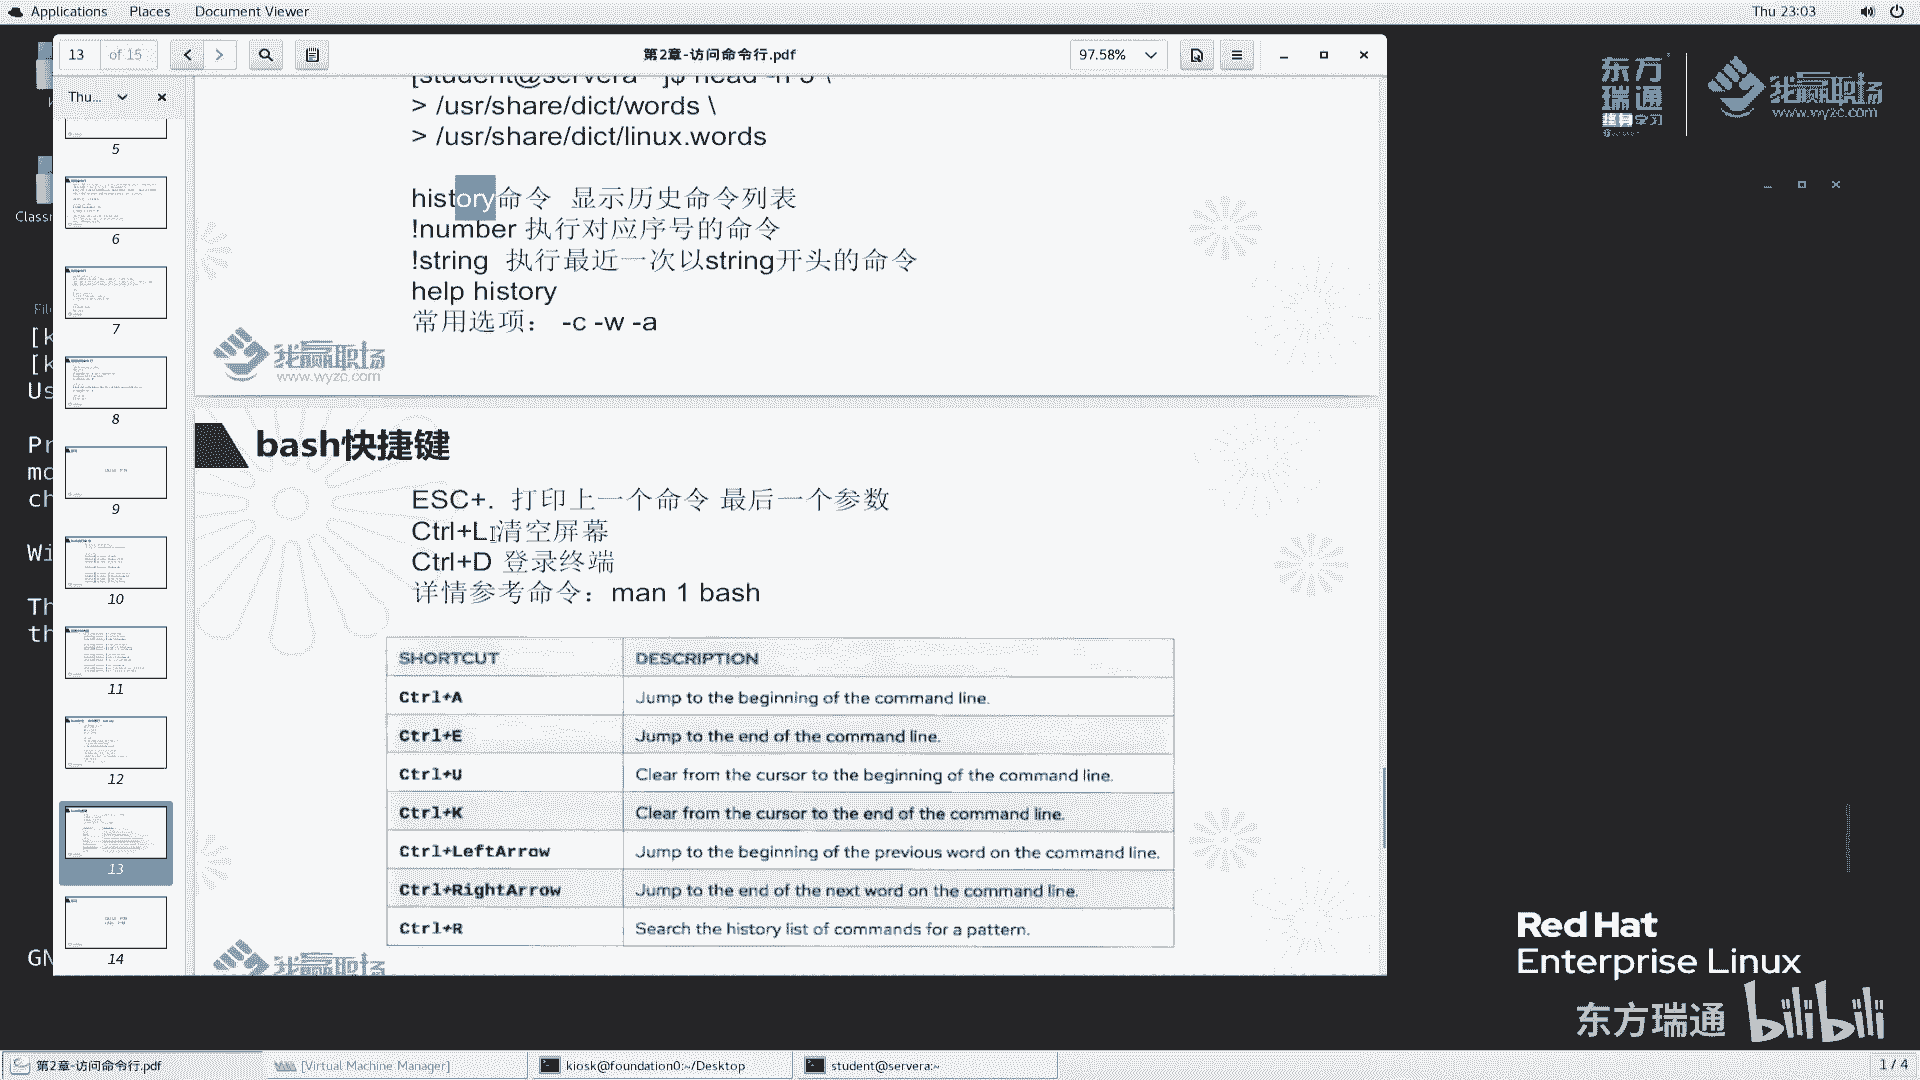 Applications Places Document Viewer Thu 23:03
13 of 15 第2章-访问命令行.pdf 97.58%
Thu...
5
6
7
8
9
10
11
12
13
14
> /usr/share/dict/words \
> /usr/share/dict/linux.words
history命令 显示历史命令列表
!number 执行对应序号的命令
!string 执行最近一次以string开头的命令
help history
常用选项： -c -w -a
我赢职场
www.wyzc.com
bash快捷键
ESC+. 打印上一个命令 最后一个参数
Ctrl+L 清空屏幕
Ctrl+D 登录终端
详情参考命令：man 1 bash
SHORTCUT DESCRIPTION
Ctrl+A Jump to the beginning of the command line.
Ctrl+E Jump to the end of the command line.
Ctrl+U Clear from the cursor to the beginning of the command line.
Ctrl+K Clear from the cursor to the end of the command line.
Ctrl+LeftArrow Jump to the beginning of the previous word on the command line.
Ctrl+RightArrow Jump to the end of the next word on the command line.
Ctrl+R Search the history list of commands for a pattern.
我赢职场
东方
瑞通
终身学习
我赢职场
www.wyzc.com
Red Hat
Enterprise Linux
东方瑞通 bilibili
第2章-访问命令行.pdf [Virtual Machine Manager] kiosk@foundation0:~/Desktop student@servera:~ 1 / 4